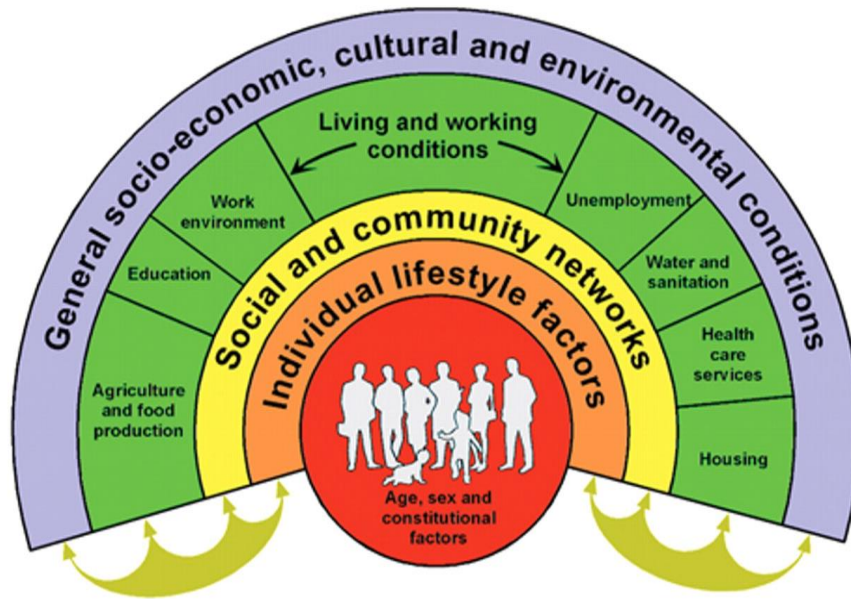 General socio-economic, cultural and environmental conditions
Living and working
conditions
Work
environment
Unemployment
Education
Water and
sanitation
Agriculture
and food
production
Health
care
services
Housing
Social and community networks
Individual lifestyle factors
Age, sex and
constitutional
factors